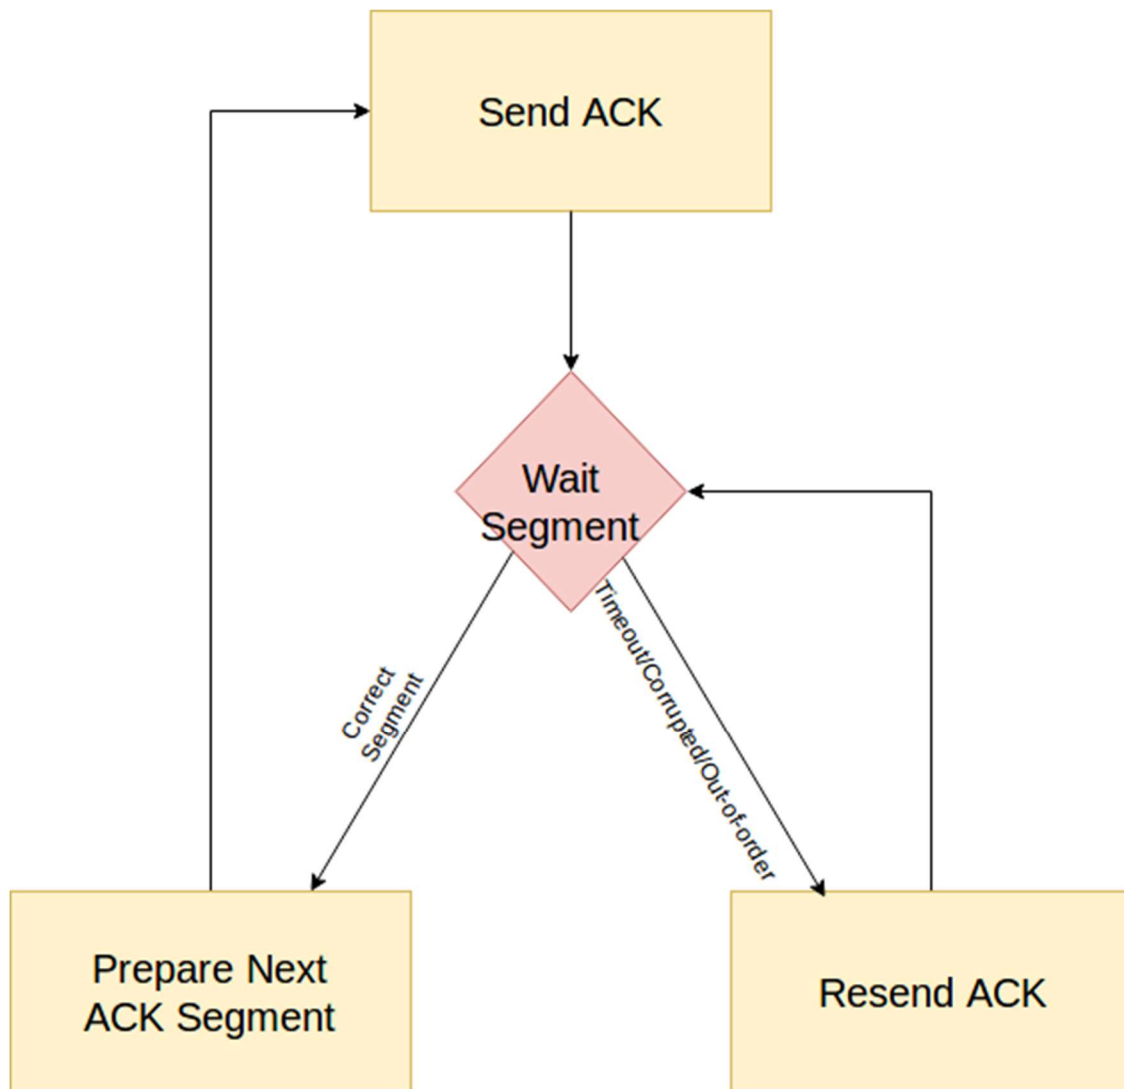 Send ACK
Wait
Segment
Correct
Segment
Timeout/Corrupted/Out-of-order
Prepare Next
ACK Segment
Resend ACK